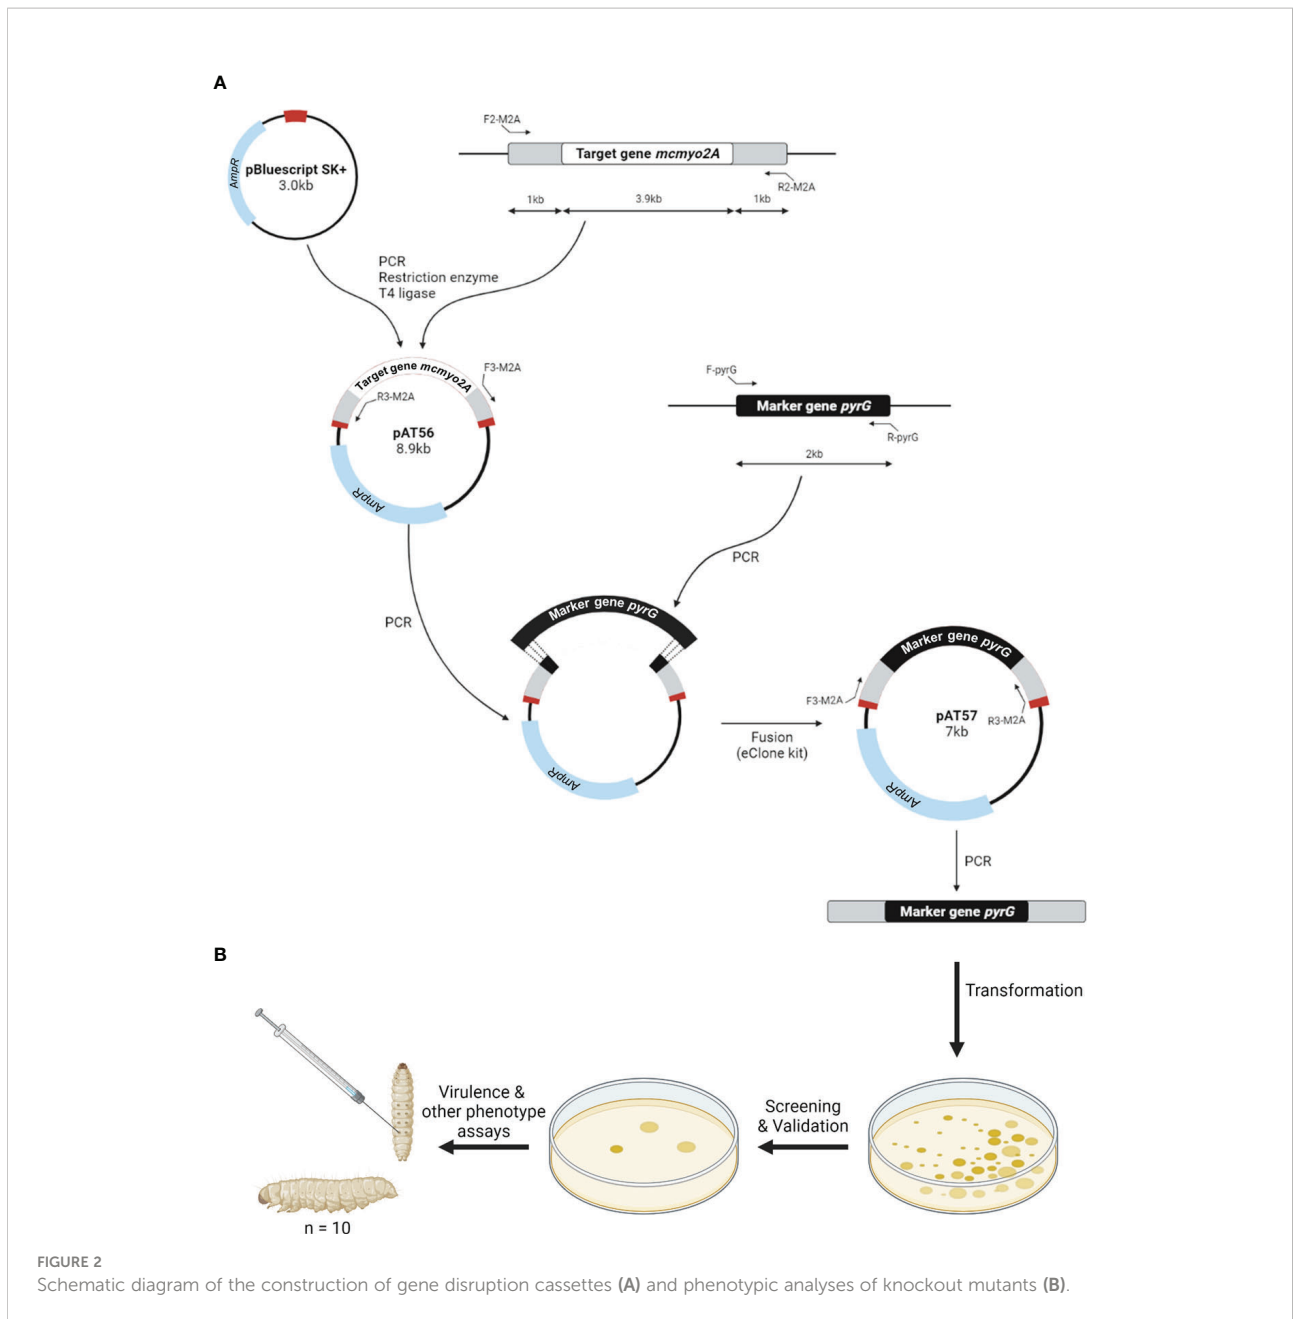 A
F2-M2A
AmpR
pBluescript SK+
3.0kb
Target gene mcmyo2A
R2-M2A
1kb
3.9kb
1kb
PCR
Restriction enzyme
T4 ligase
Target gene mcmyo2A
F3-M2A
R3-M2A
pAT56
8.9kb
AmpR
F-pyrG
Marker gene pyrG
R-pyrG
2kb
PCR
PCR
Marker gene pyrG
AmpR
Fusion
(eClone kit)
Marker gene pyrG
F3-M2A
R3-M2A
pAT57
7kb
AmpR
PCR
Marker gene pyrG
B
Transformation
Screening
& Validation
Virulence &
other phenotype
assays
n = 10
FIGURE 2
Schematic diagram of the construction of gene disruption cassettes (A) and phenotypic analyses of knockout mutants (B).